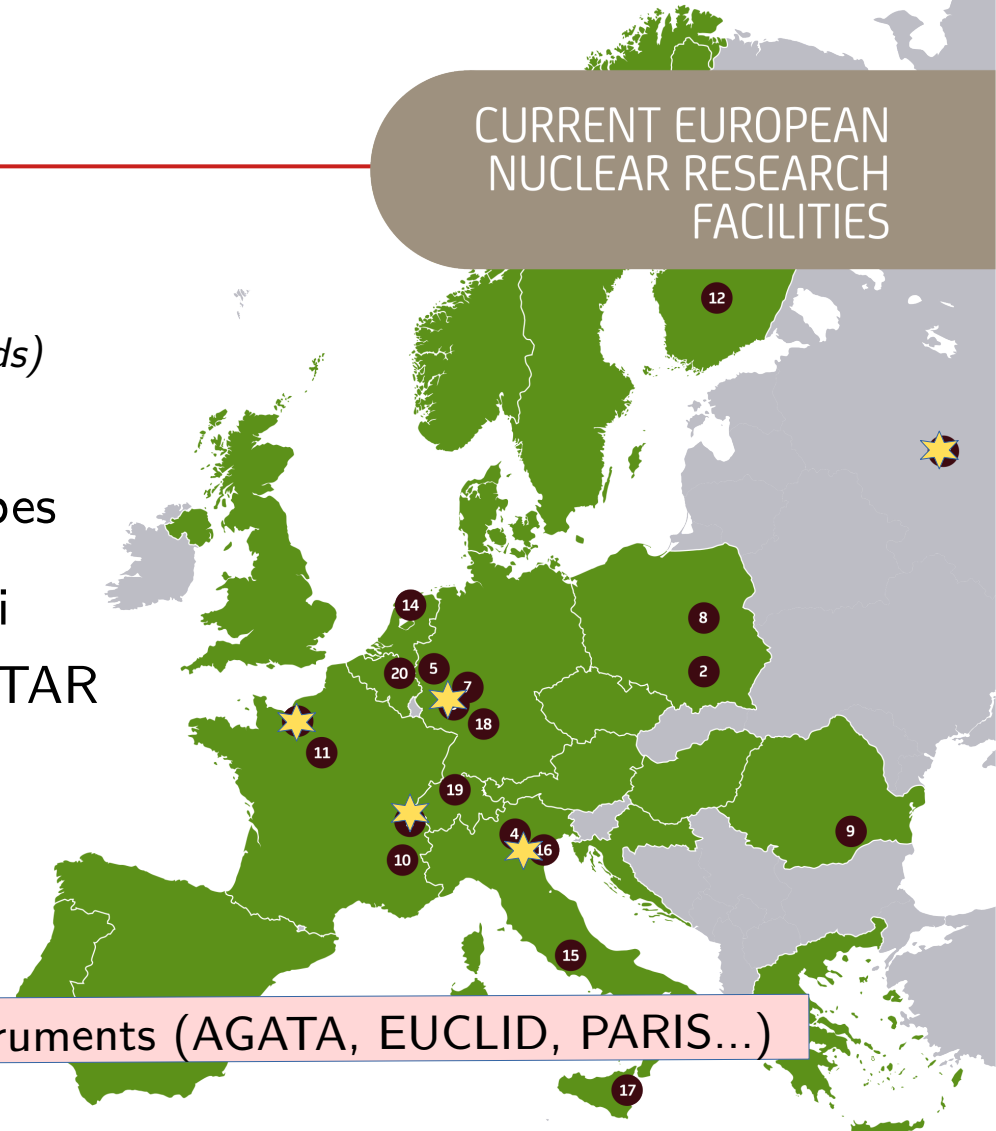 CURRENT EUROPEAN
NUCLEAR RESEARCH
FACILITIES
12
ds)
pes
i
TAR
14
8
20
5
7
2
18
11
19
4
16
9
10
15
ruments (AGATA, EUCLID, PARIS...)
17